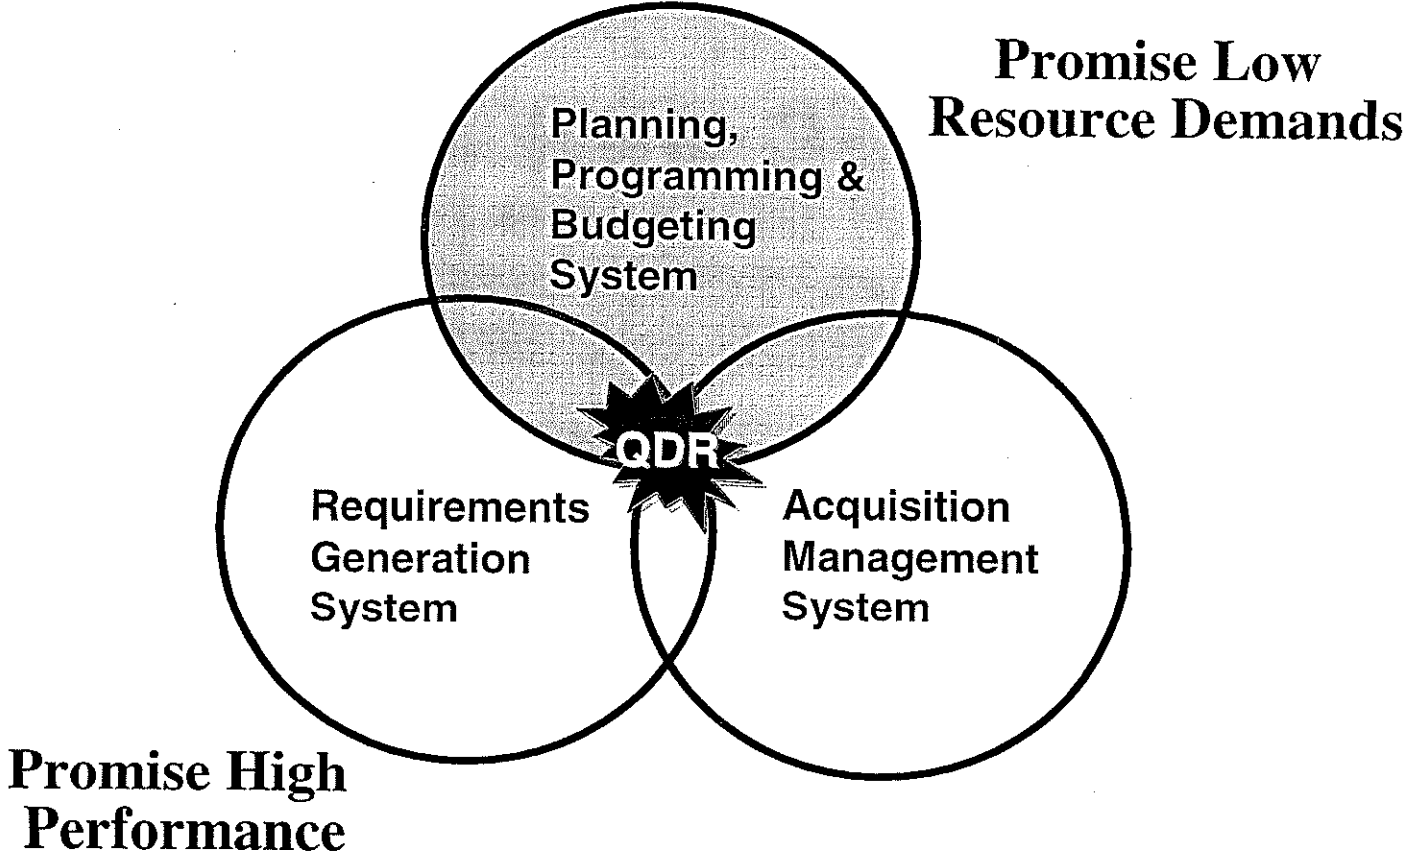 Promise Low
Resource Demands
Planning,
Programming &
Budgeting
System
QDR
Requirements
Generation
System
Acquisition
Management
System
Promise High
Performance